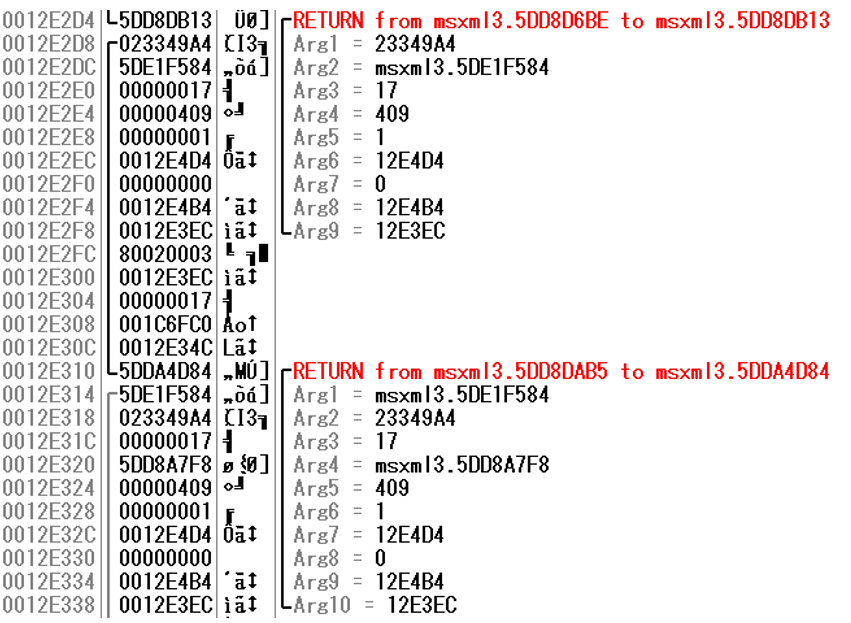 0012E2D4 5DD8DB13 Û Ø] RETURN from msxml3.5DD8D6BE to msxml3.5DD8DB13
0012E2D8 023349A4 Arg1 = 23349A4
0012E2DC 5DE1F584 „õá] Arg2 = msxml3.5DE1F584
0012E2E0 00000017 Arg3 = 17
0012E2E4 00000409 Arg4 = 409
0012E2E8 00000001 Arg5 = 1
0012E2EC 0012E4D4 Ôä↕ Arg6 = 12E4D4
0012E2F0 00000000 Arg7 = 0
0012E2F4 0012E4B4 ´ä↕ Arg8 = 12E4B4
0012E2F8 0012E3EC ìã↕ Arg9 = 12E3EC
0012E2FC 80020003
0012E300 0012E3EC ìã↕
0012E304 00000017
0012E308 001C6FC0 Ào↑
0012E30C 0012E34C Lã↕
0012E310 5DDA4D84 „MÚ] RETURN from msxml3.5DD8DAB5 to msxml3.5DDA4D84
0012E314 5DE1F584 „õá] Arg1 = msxml3.5DE1F584
0012E318 023349A4 Arg2 = 23349A4
0012E31C 00000017 Arg3 = 17
0012E320 5DD8A7F8 Arg4 = msxml3.5DD8A7F8
0012E324 00000409 Arg5 = 409
0012E328 00000001 Arg6 = 1
0012E32C 0012E4D4 Ôä↕ Arg7 = 12E4D4
0012E330 00000000 Arg8 = 0
0012E334 0012E4B4 ´ä↕ Arg9 = 12E4B4
0012E338 0012E3EC ìã↕ Arg10 = 12E3EC